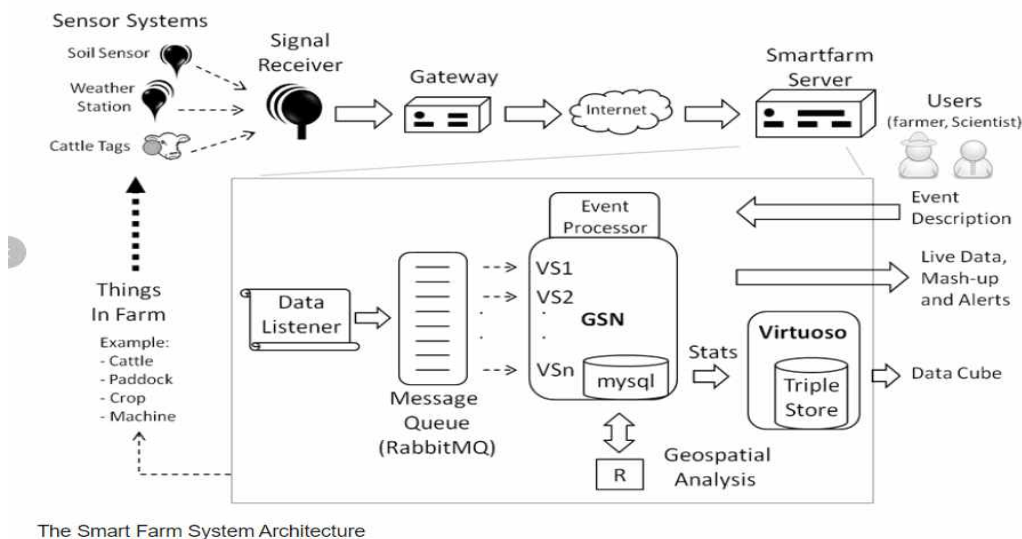 Sensor Systems
Soil Sensor
Weather
Station
Cattle Tags
Signal
Receiver
Gateway
Internet
Smartfarm
Server
Users
(farmer, Scientist)
Event
Description
Live Data,
Mash-up
and Alerts
Things
In Farm
Example:
- Cattle
- Paddock
- Crop
- Machine
Data
Listener
Message
Queue
(RabbitMQ)
Event
Processor
VS1
VS2
.
.
VSn
GSN
mysql
R
Geospatial
Analysis
Stats
Virtuoso
Triple
Store
Data Cube
The Smart Farm System Architecture